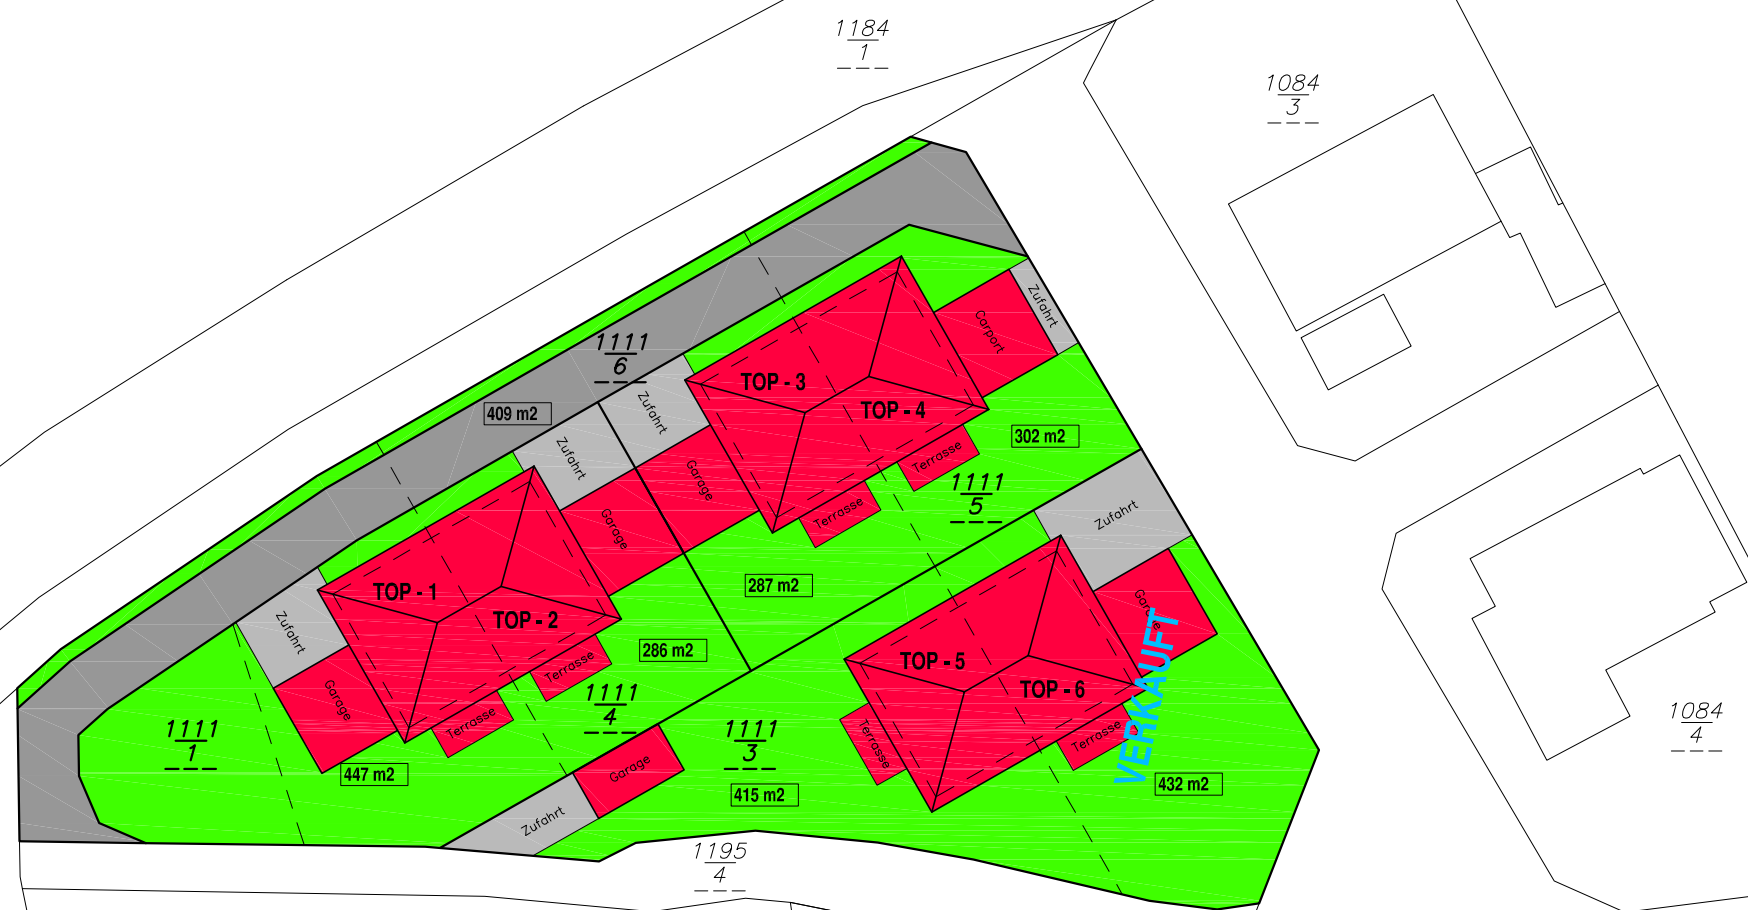 1184
1
1084
3
1111
6
409 m2
Zufahrt
TOP - 3
TOP - 4
Carport
Zufahrt
Zufahrt
Garage
Garage
Terrasse
Terrasse
302 m2
1111
5
Zufahrt
287 m2
TOP - 1
TOP - 2
Zufahrt
Garage
Terrasse
Terrasse
286 m2
1111
4
1111
1
447 m2
TOP - 5
TOP - 6
Garage
VERKAUFT
Terrasse
Terrasse
1111
3
415 m2
432 m2
Garage
Zufahrt
1084
4
1195
4